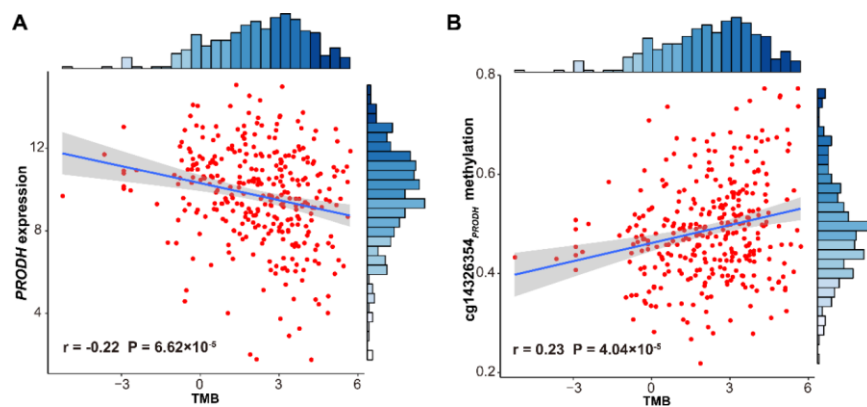 A
PRODH expression
12
8
4
r = -0.22 P = 6.62×10⁻⁵
−3
0
3
6
TMB
B
cg14326354PRODH methylation
0.8
0.6
0.4
0.2
r = 0.23 P = 4.04×10⁻⁵
−3
0
3
6
TMB